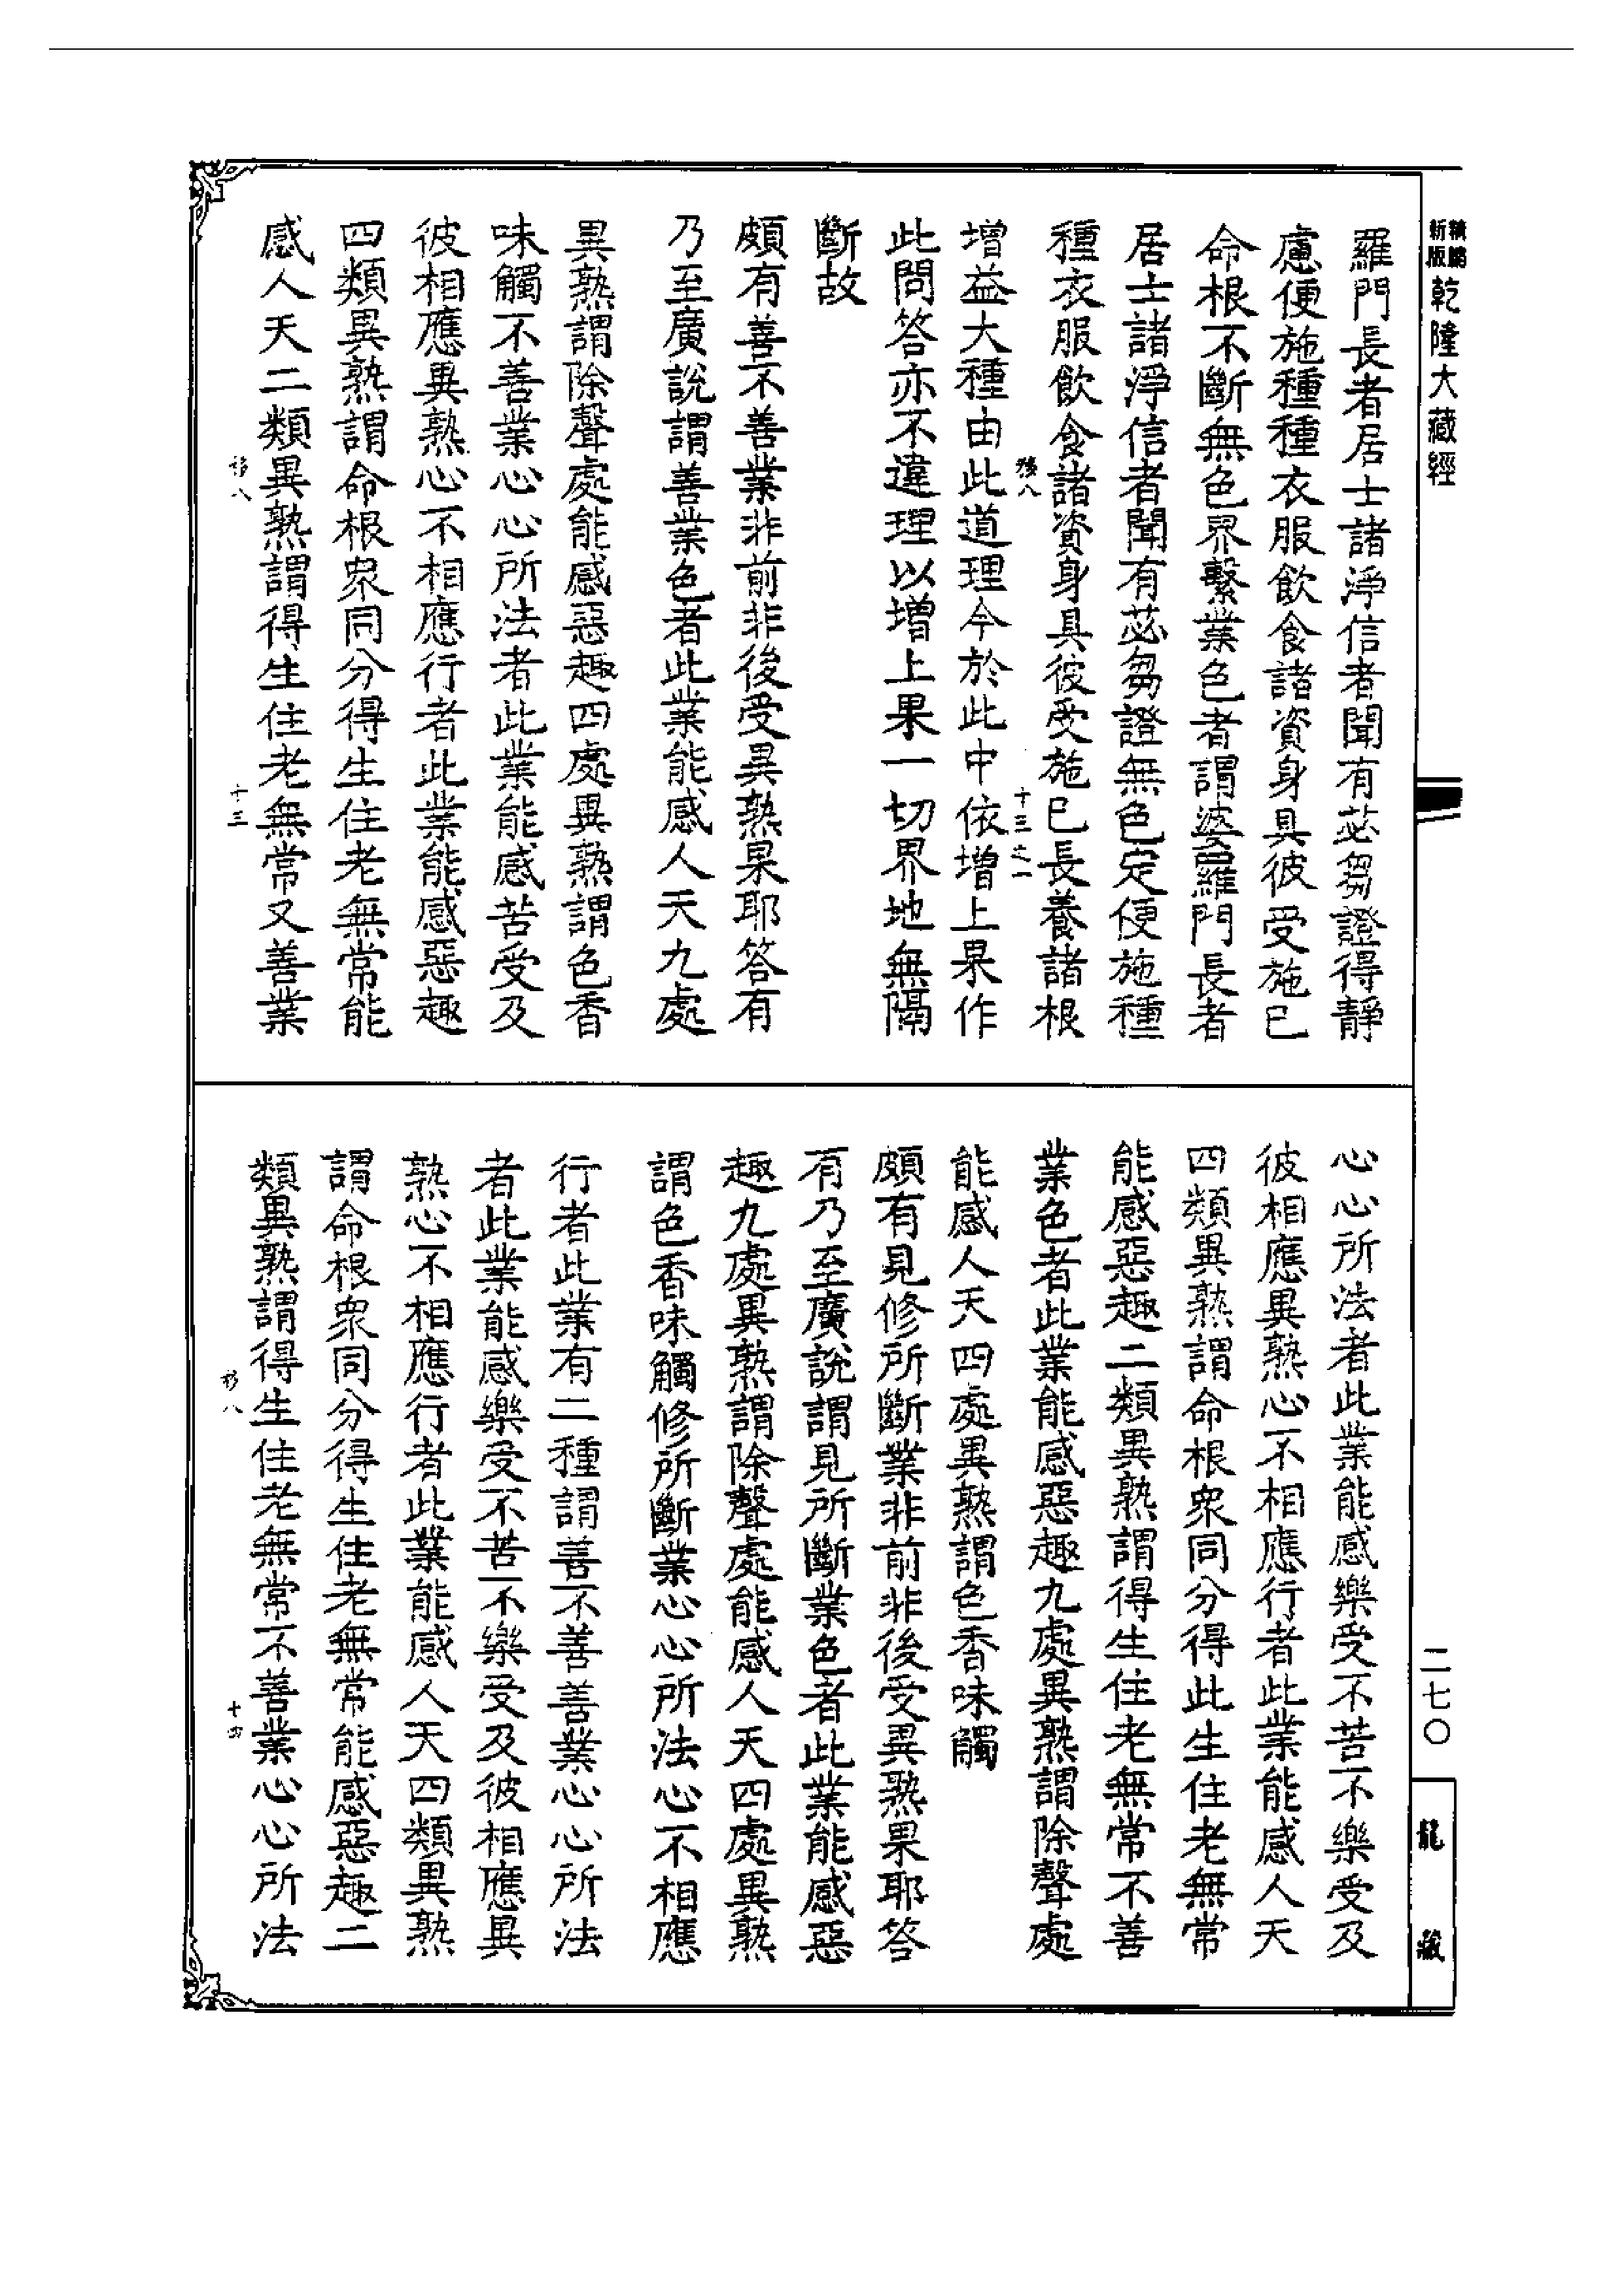 新版
乾隆大藏經
羅門長者居士諸淨信者聞有苾芻證得靜
慮便施種種衣服飲食諸資身具彼受施已
命根不斷無色界繫業色者謂婆羅門長者
居士諸淨信者聞有苾芻證無色定便施種
種衣服飲食諸資身具彼受施已長養諸根
移八
十三之一
增益大種由此道理今於此中依增上果作
此問答亦不違理以增上果一切界地無隔
斷故
頗有善不善業非前非後受異熟果耶答有
乃至廣說謂善業色者此業能感人天九處
異熟謂除聲處能感惡趣四處異熟謂色香
味觸不善業心心所法者此業能感苦受及
彼相應異熟心不相應行者此業能感惡趣
四類異熟謂命根眾同分得生住老無常能
感人天二類異熟謂得生住老無常又善業
移八
十三
心心所法者此業能感樂受不苦不樂受及
彼相應異熟心不相應行者此業能感人天
四類異熟謂命根眾同分得此生住老無常
能感惡趣二類異熟謂得生住老無常不善
業色者此業能感惡趣九處異熟謂除聲處
能感人天四處異熟謂色香味觸
頗有見修所斷業非前非後受異熟果耶答
有乃至廣說謂見所斷業色者此業能感惡
趣九處異熟謂除聲處能感人天四處異熟
謂色香味觸修所斷業心心所法心不相應
行者此業有二種謂善不善善業心心所法
者此業能感樂受不苦不樂受及彼相應異
熟心不相應行者此業能感人天四類異熟
謂命根眾同分得生住老無常能感惡趣二
類異熟謂得生住老無常不善業心心所法
移八
十四
二七〇
龍藏